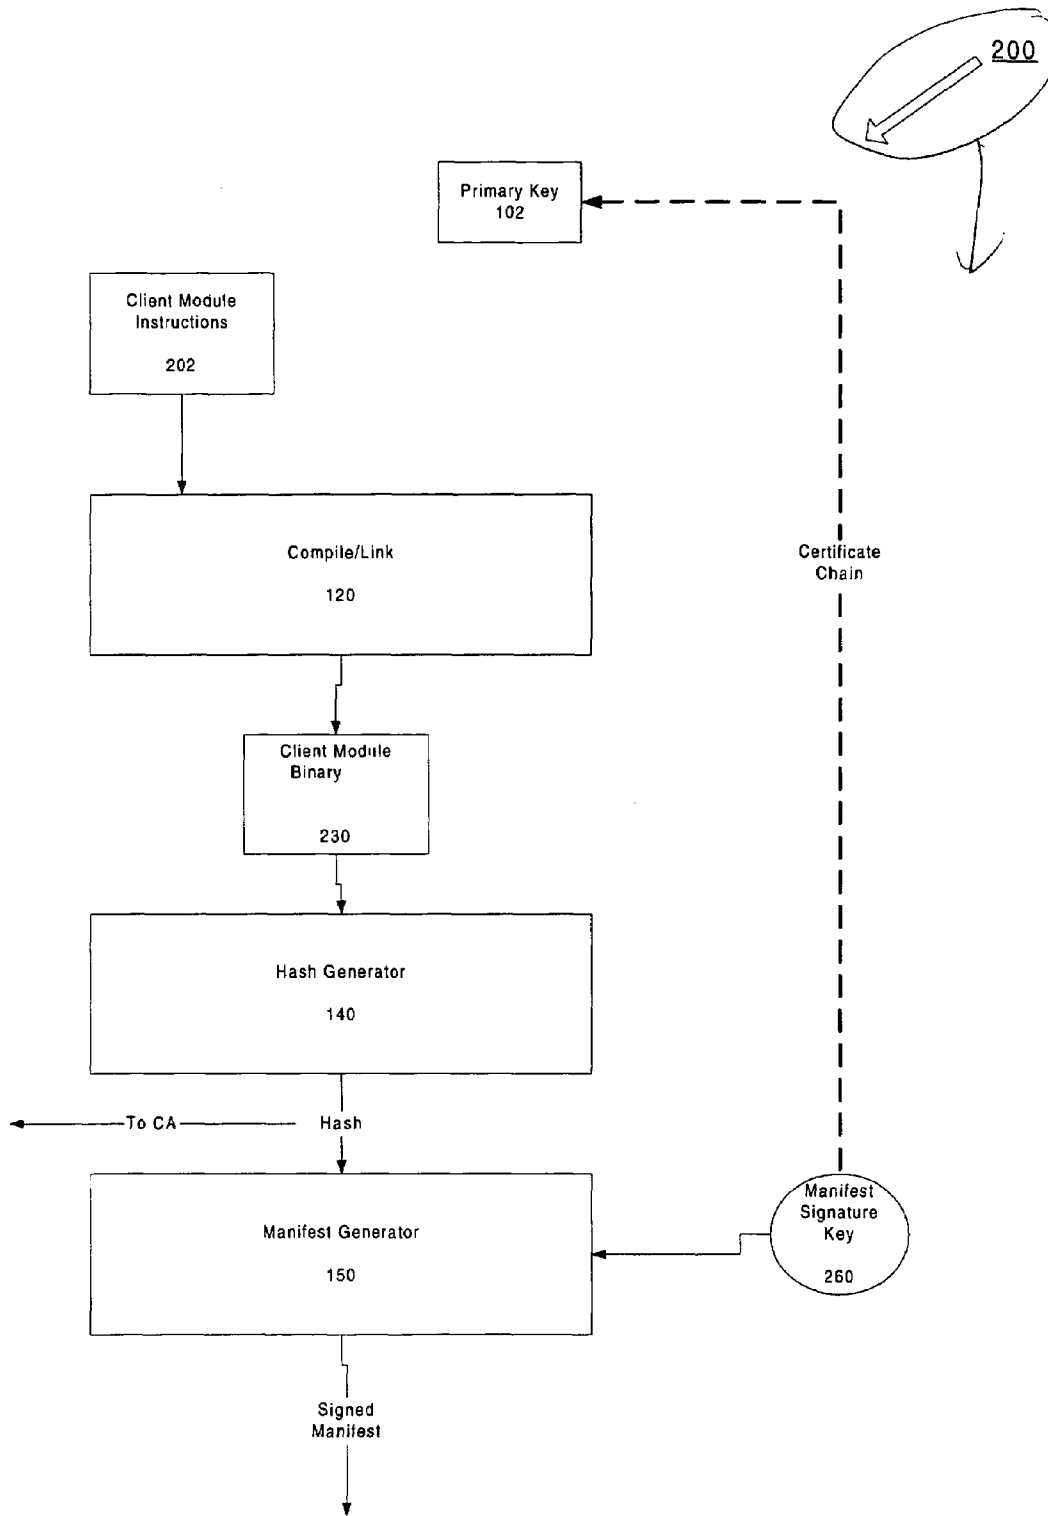 200
Primary Key
102
Client Module
Instructions
202
Compile/Link
120
Certificate
Chain
Client Module
Binary
230
Hash Generator
140
To CA
Hash
Manifest
Signature
Key
260
Manifest Generator
150
Signed
Manifest